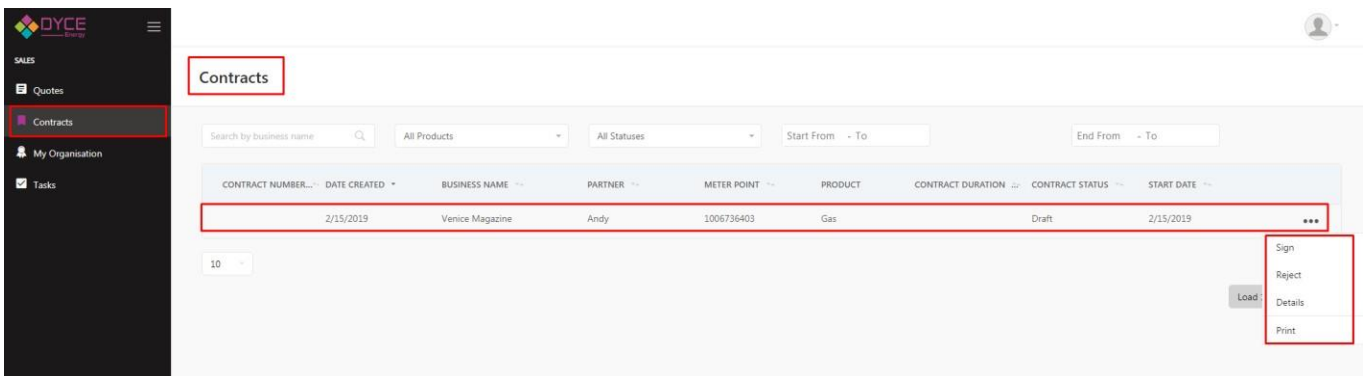 DYCE
Energy
SALES
Quotes
Contracts
My Organisation
Tasks
Contracts
Search by business name
All Products
All Statuses
Start From - To
End From - To
CONTRACT NUMBER... DATE CREATED BUSINESS NAME PARTNER METER POINT PRODUCT CONTRACT DURATION ... CONTRACT STATUS START DATE
2/15/2019 Venice Magazine Andy 1006736403 Gas Draft 2/15/2019
10
Load
Sign
Reject
Details
Print